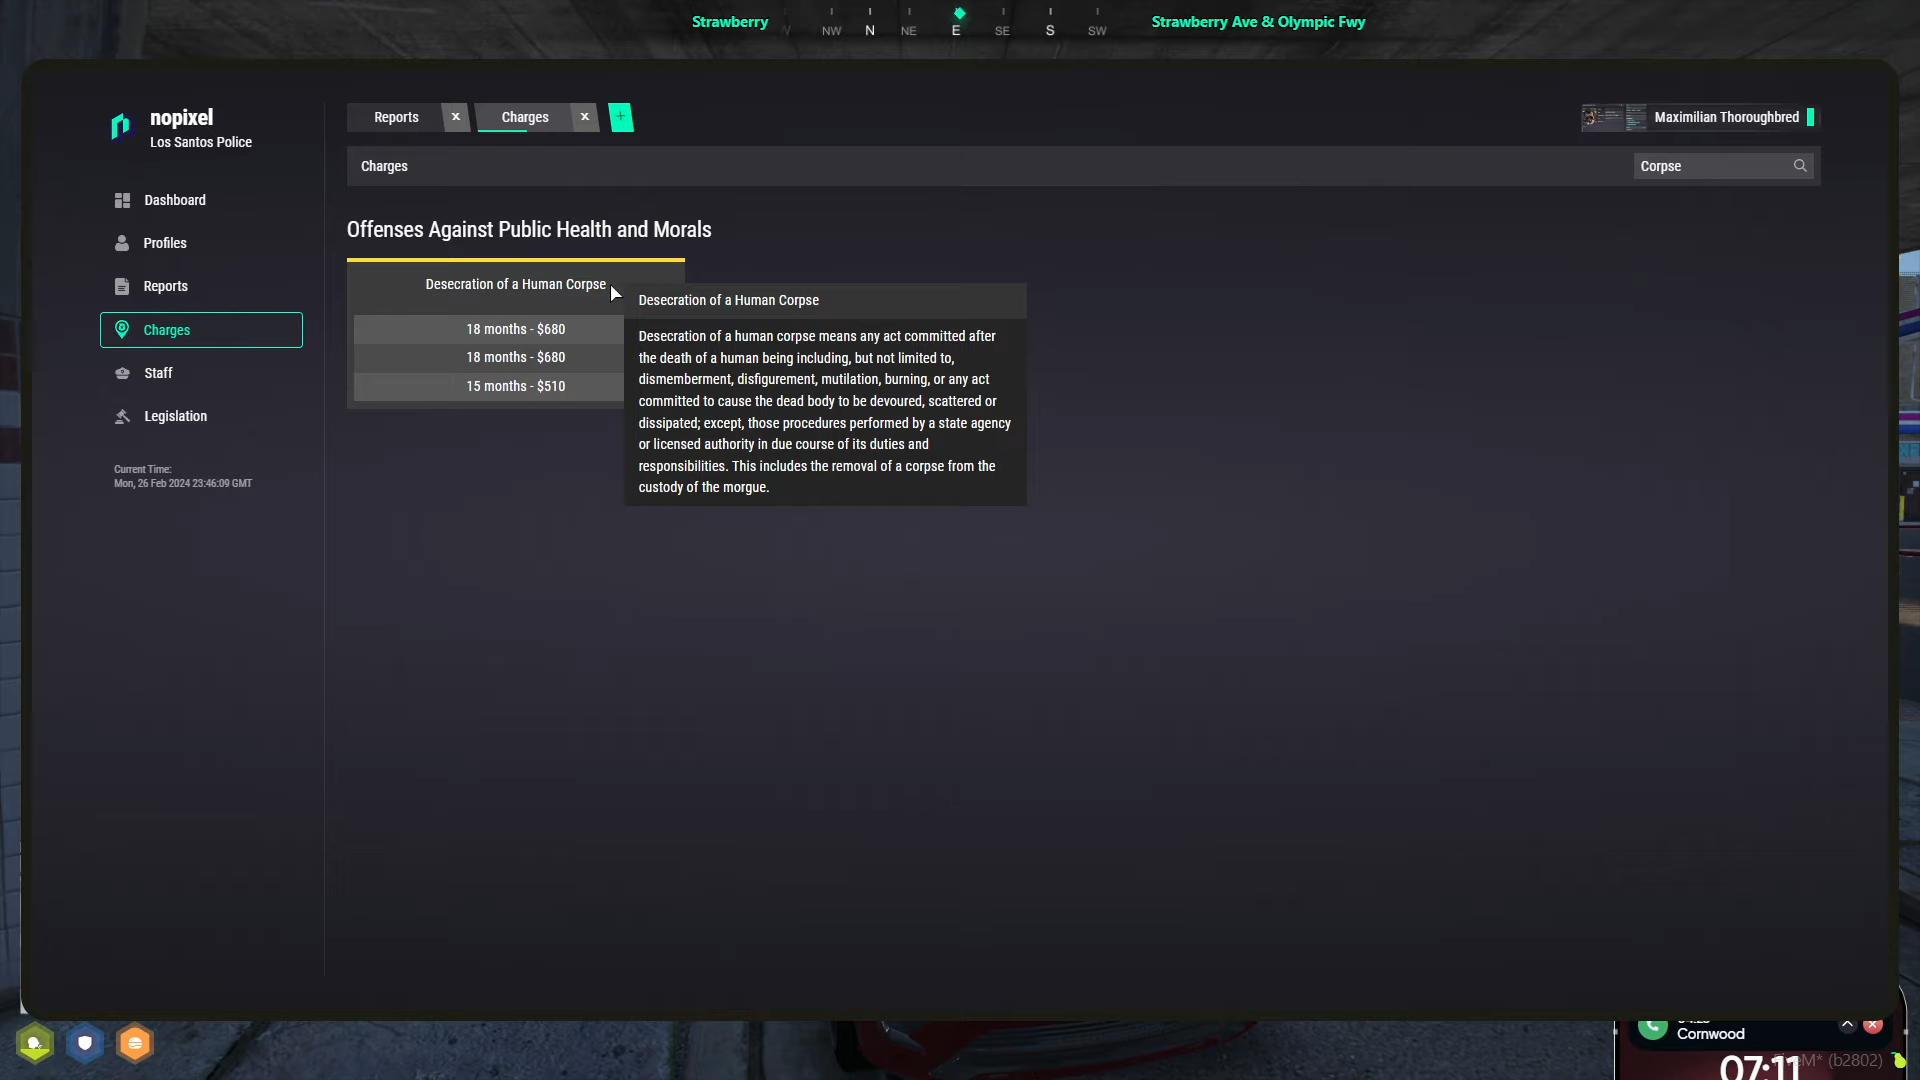 Strawberry
NW N NE E SE S SW
Strawberry Ave & Olympic Fwy
nopixel
Los Santos Police
Reports x Charges x +
Maximilian Thoroughbred
Charges
Corpse
Dashboard
Profiles
Reports
Charges
Staff
Legislation
Current Time:
Mon, 26 Feb 2024 23:46:09 GMT
Offenses Against Public Health and Morals
Desecration of a Human Corpse
18 months - $680
18 months - $680
15 months - $510
Desecration of a Human Corpse
Desecration of a human corpse means any act committed after
the death of a human being including, but not limited to,
dismemberment, disfigurement, mutilation, burning, or any act
committed to cause the dead body to be devoured, scattered or
dissipated; except, those procedures performed by a state agency
or licensed authority in due course of its duties and
responsibilities. This includes the removal of a corpse from the
custody of the morgue.
Cornwood
07:11
(b2802)